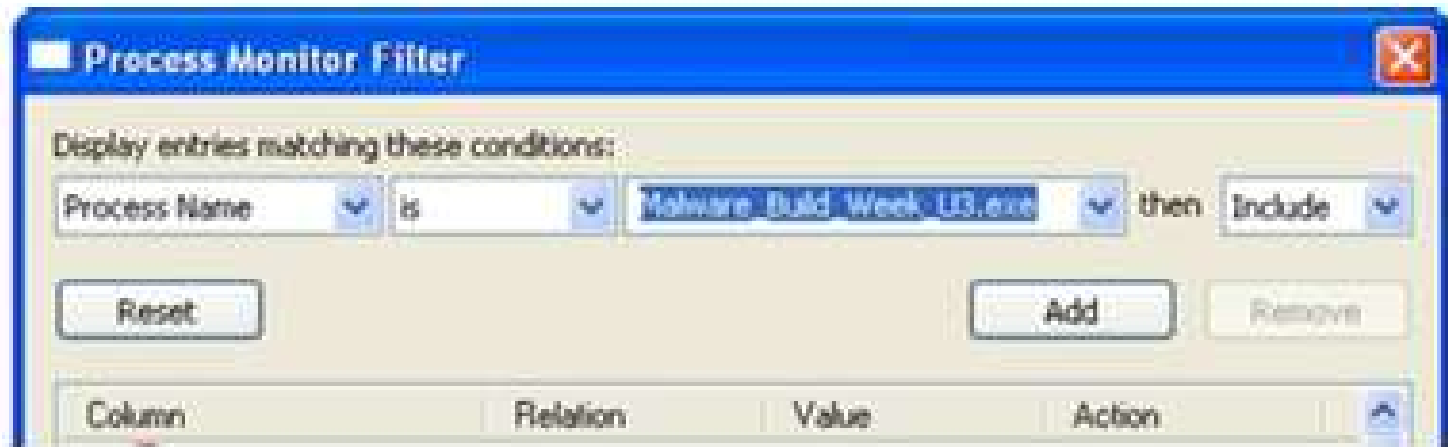 Process Monitor Filter
Display entries matching these conditions:
Process Name is Malware_Build_Week_U3.exe then Include
Reset Add Remove
Column Relation Value Action